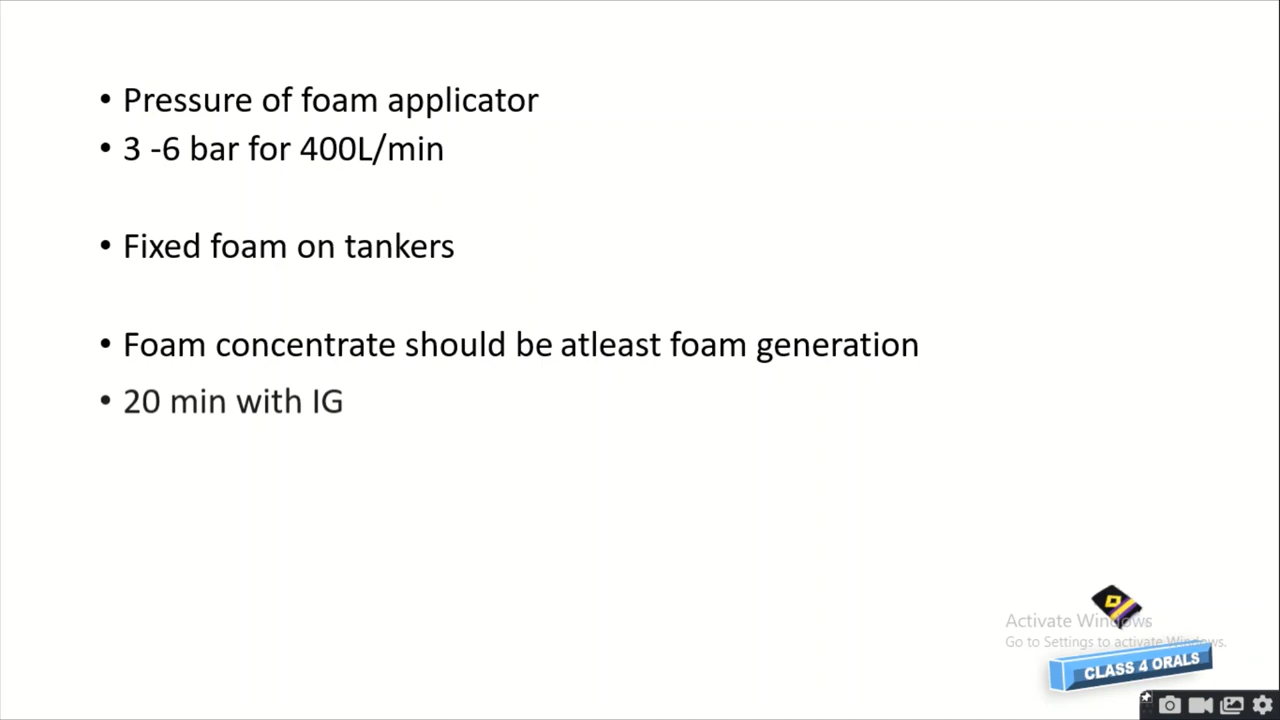 • Pressure of foam applicator
• 3 -6 bar for 400L/min
• Fixed foam on tankers
• Foam concentrate should be atleast foam generation
• 20 min with IG
Activate Windows
Go to Settings to activate Windows.
CLASS 4 ORALS